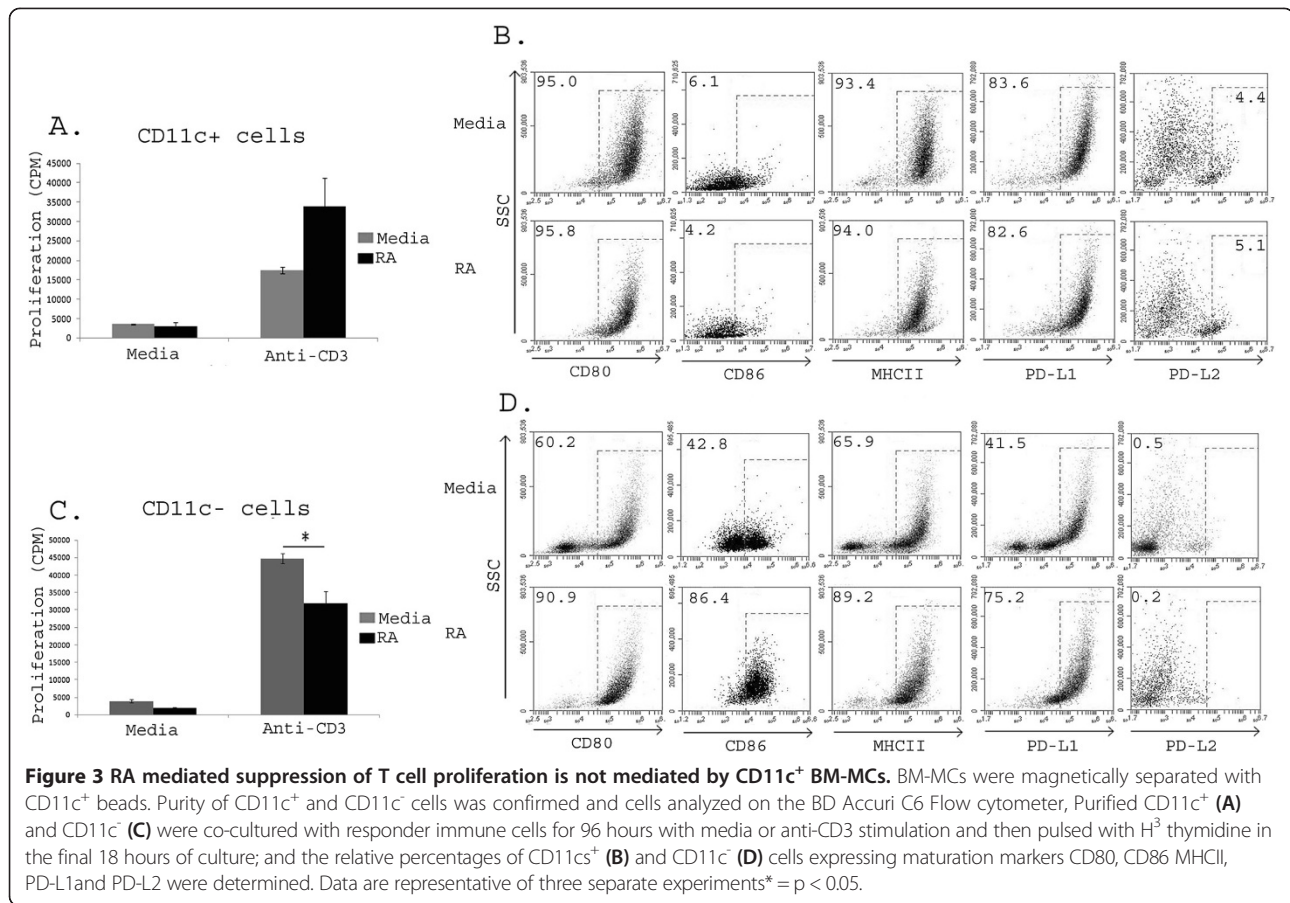 A.
CD11c+ cells
Proliferation (CPM)
45000
40000
35000
30000
25000
20000
15000
10000
5000
0
Media
Anti-CD3
Media
RA
B.
SSC
Media
95.0
6.1
93.4
83.6
4.4
RA
95.8
4.2
94.0
82.6
5.1
CD80
CD86
MHCII
PD-L1
PD-L2
C.
CD11c- cells
*
Proliferation (CPM)
50000
45000
40000
35000
30000
25000
20000
15000
10000
5000
0
Media
Anti-CD3
Media
RA
D.
SSC
Media
60.2
42.8
65.9
41.5
0.5
RA
90.9
86.4
89.2
75.2
0.2
CD80
CD86
MHCII
PD-L1
PD-L2
Figure 3 RA mediated suppression of T cell proliferation is not mediated by CD11c⁺ BM-MCs. BM-MCs were magnetically separated with
CD11c⁺ beads. Purity of CD11c⁺ and CD11c⁻ cells was confirmed and cells analyzed on the BD Accuri C6 Flow cytometer, Purified CD11c⁺ (A)
and CD11c⁻ (C) were co-cultured with responder immune cells for 96 hours with media or anti-CD3 stimulation and then pulsed with H³ thymidine in
the final 18 hours of culture; and the relative percentages of CD11cs⁺ (B) and CD11c⁻ (D) cells expressing maturation markers CD80, CD86 MHCII,
PD-L1and PD-L2 were determined. Data are representative of three separate experiments* = p < 0.05.